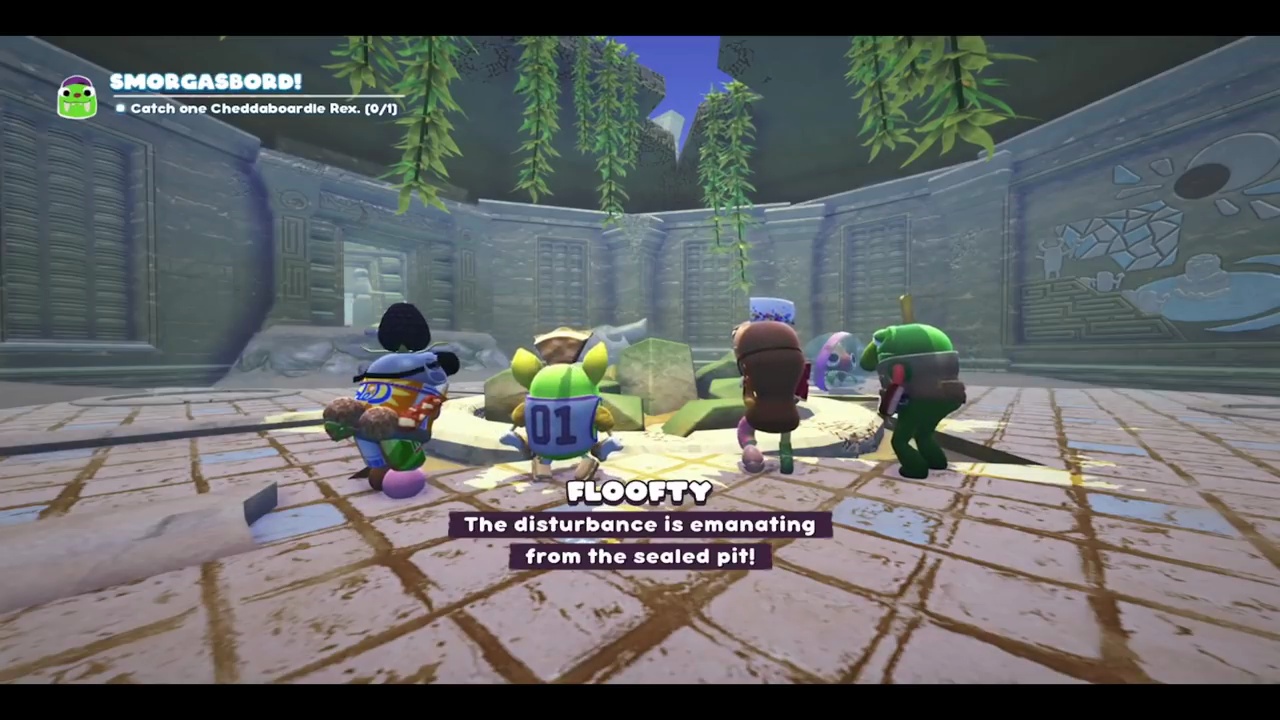 SMORGASBORD!
Catch one Cheddaboardle Rex. (0/1)
01
FLOOFTY
The disturbance is emanating
from the sealed pit!